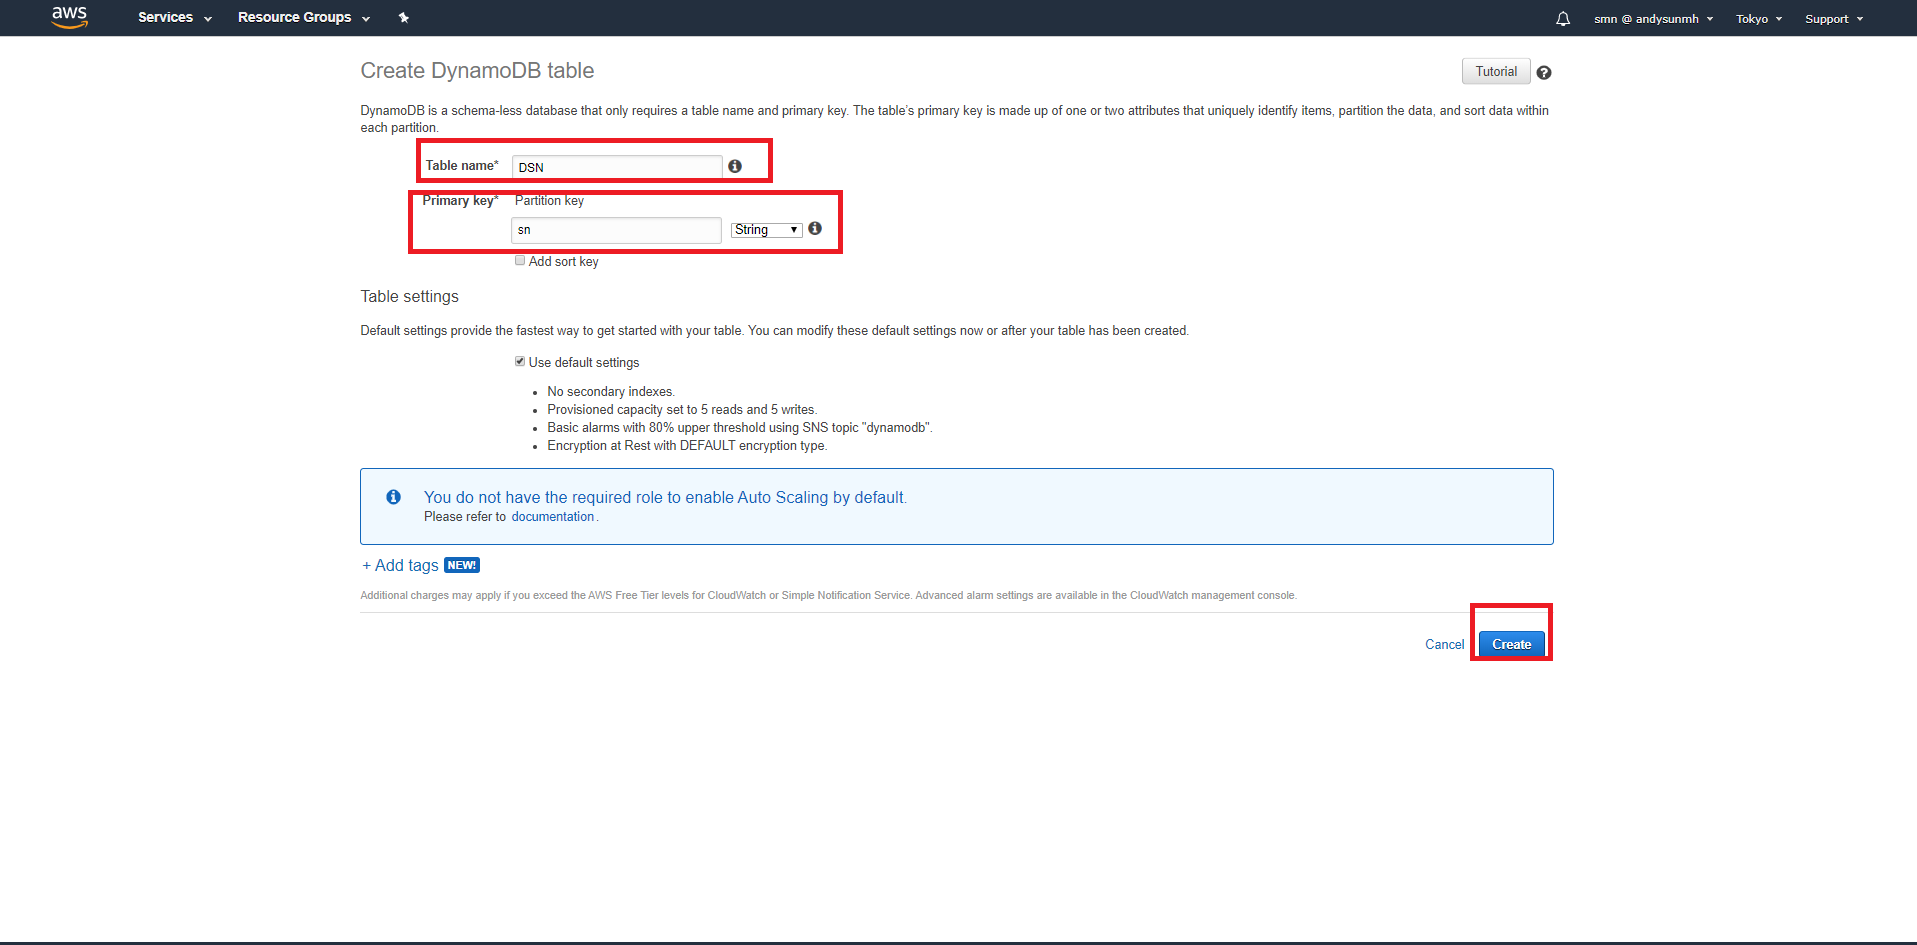 aws Services Resource Groups smn @ andysunmh Tokyo Support
Create DynamoDB table
Tutorial
DynamoDB is a schema-less database that only requires a table name and primary key. The table's primary key is made up of one or two attributes that uniquely identify items, partition the data, and sort data within
each partition.
Table name* DSN
Primary key* Partition key
sn String
Add sort key
Table settings
Default settings provide the fastest way to get started with your table. You can modify these default settings now or after your table has been created.
Use default settings
• No secondary indexes.
• Provisioned capacity set to 5 reads and 5 writes.
• Basic alarms with 80% upper threshold using SNS topic "dynamodb".
• Encryption at Rest with DEFAULT encryption type.
You do not have the required role to enable Auto Scaling by default.
Please refer to documentation.
+ Add tags NEW!
Additional charges may apply if you exceed the AWS Free Tier levels for CloudWatch or Simple Notification Service. Advanced alarm settings are available in the CloudWatch management console.
Cancel Create